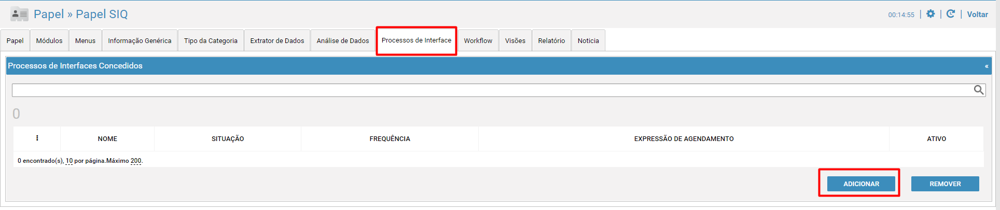 Papel » Papel SIQ
00:14:55 | | | Voltar
Papel Módulos Menus Informação Genérica Tipo da Categoria Extrator de Dados Análise de Dados Processos de Interface Workflow Visões Relatório Noticia
Processos de Interfaces Concedidos «
0
NOME SITUAÇÃO FREQUÊNCIA EXPRESSÃO DE AGENDAMENTO ATIVO
0 encontrado(s), 10 por página.Máximo 200.
ADICIONAR REMOVER